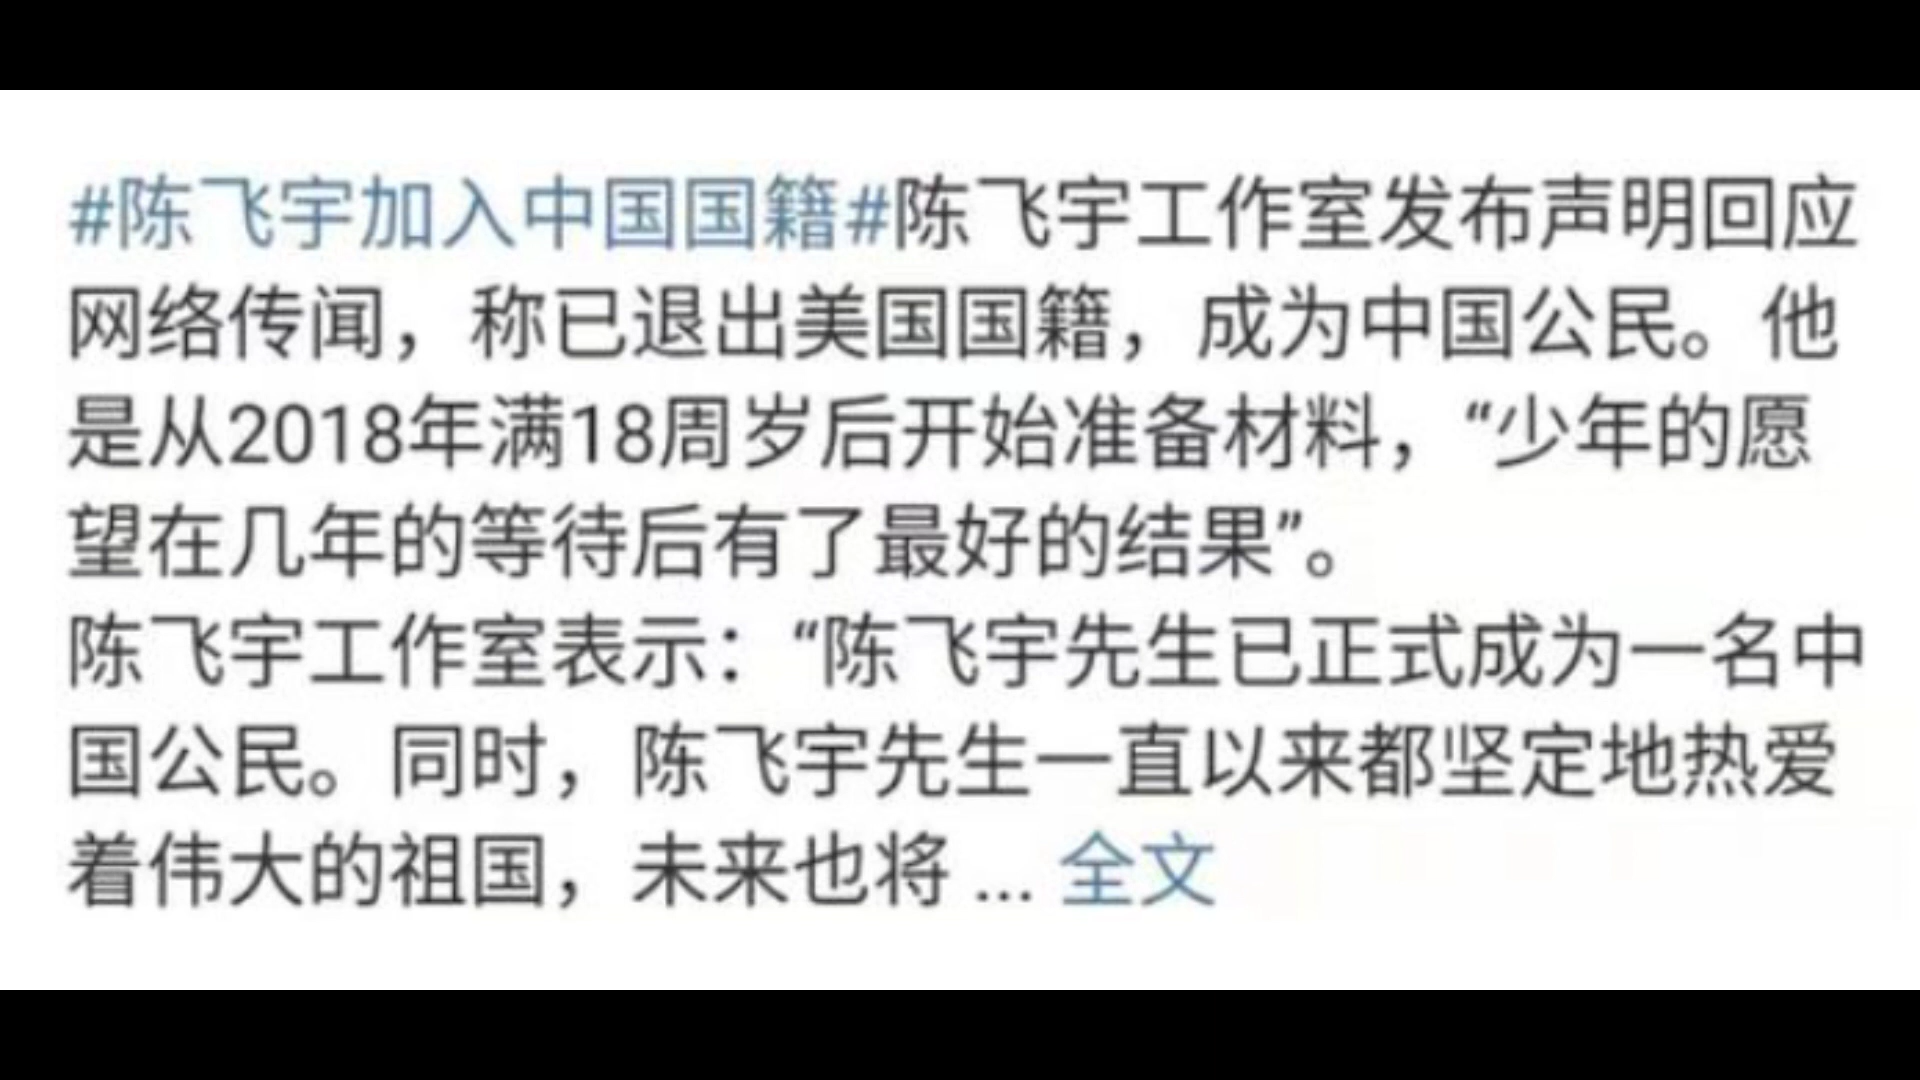 #陈飞宇加入中国国籍#陈飞宇工作室发布声明回应
网络传闻，称已退出美国国籍，成为中国公民。他
是从2018年满18周岁后开始准备材料，“少年的愿
望在几年的等待后有了最好的结果”。
陈飞宇工作室表示：“陈飞宇先生已正式成为一名中
国公民。同时，陈飞宇先生一直以来都坚定地热爱
着伟大的祖国，未来也将 ... 全文